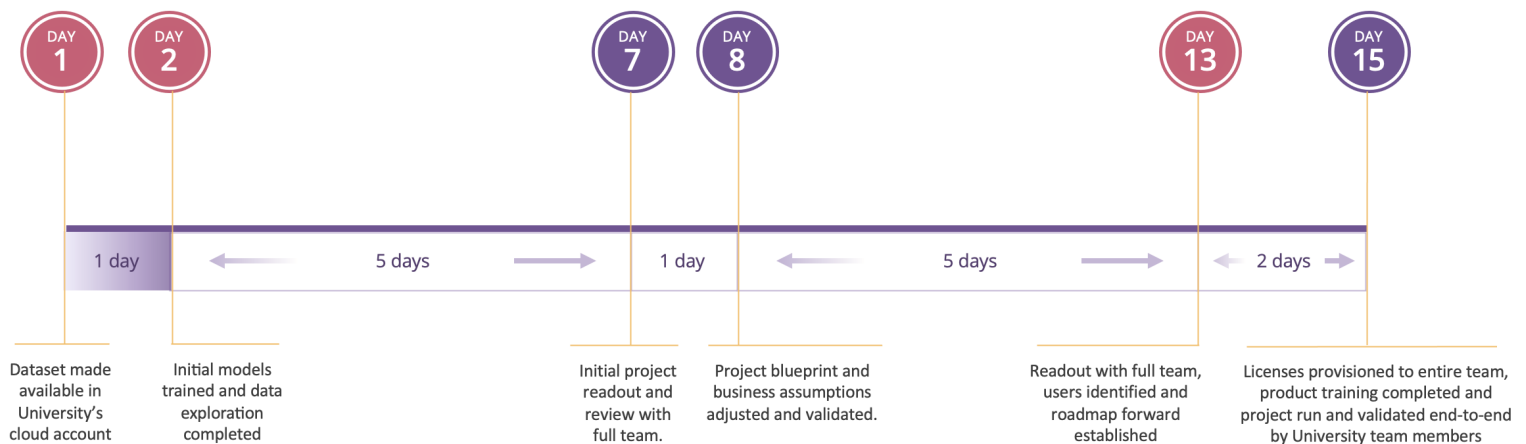 DAY
1
DAY
2
DAY
7
DAY
8
DAY
13
DAY
15
1 day
5 days
1 day
5 days
2 days
Dataset made
available in
University’s
cloud account
Initial models
trained and data
exploration
completed
Initial project
readout and
review with
full team.
Project blueprint and
business assumptions
adjusted and validated.
Readout with full team,
users identified and
roadmap forward
established
Licenses provisioned to entire team,
product training completed and
project run and validated end-to-end
by University team members